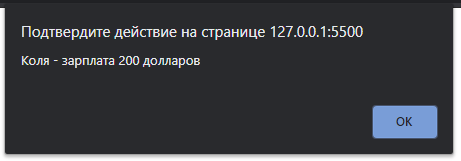 Подтвердите действие на странице 127.0.0.1:5500
Коля - зарплата 200 долларов
OK